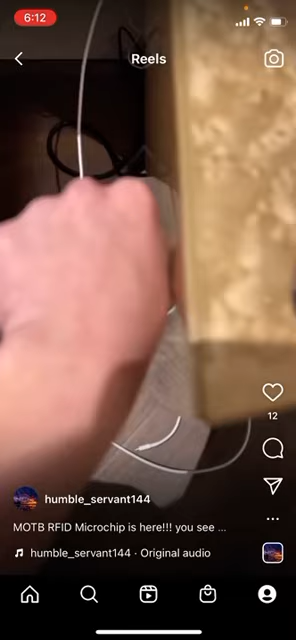 6:12
Reels
12
humble_servant144
MOTB RFID Microchip is here!!! you see ...
humble_servant144 · Original audio